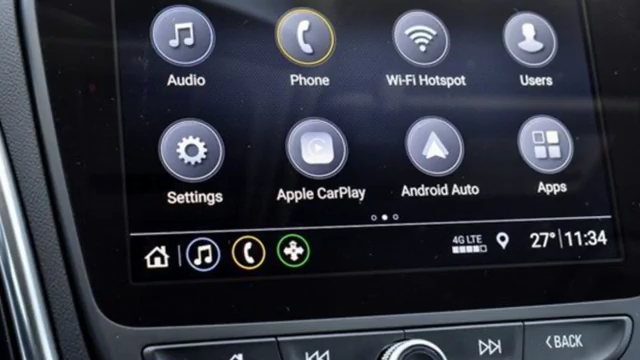 Audio Phone Wi-Fi Hotspot Users
Settings Apple CarPlay Android Auto Apps
4G LTE 27° 11:34
BACK